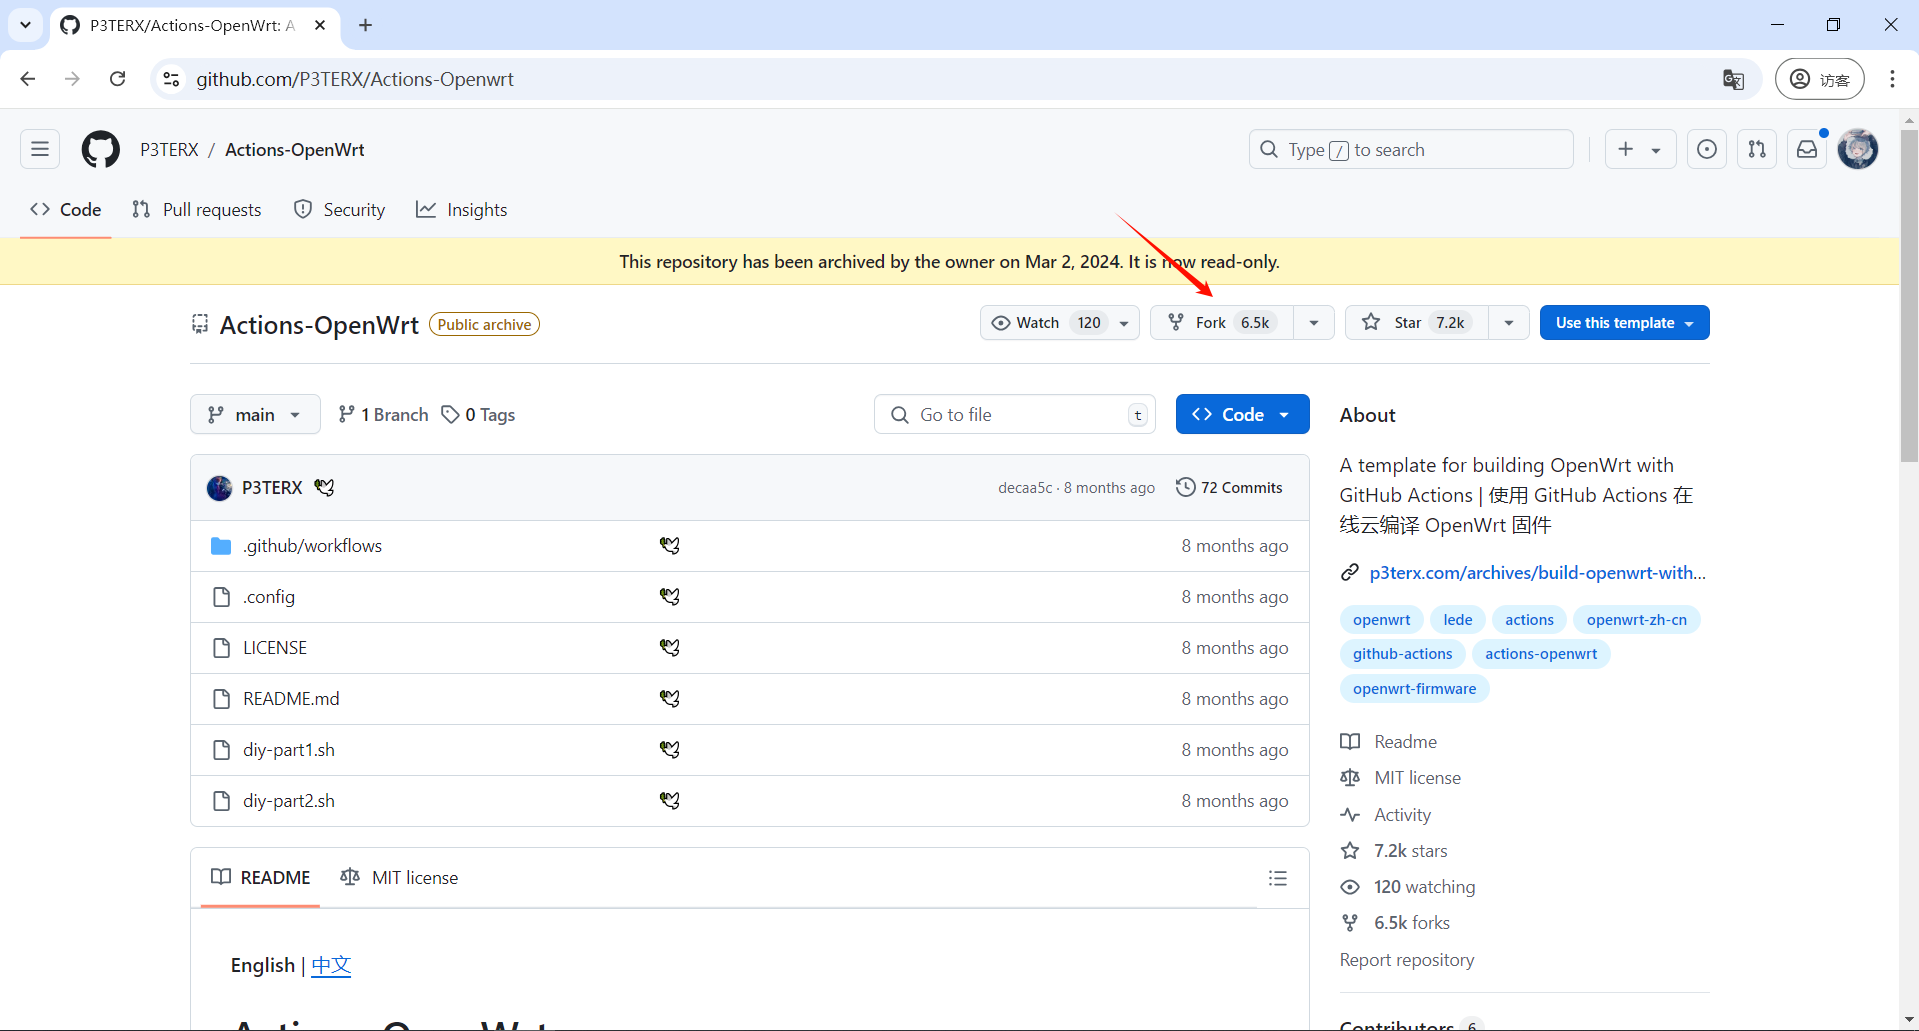 P3TERX/Actions-OpenWrt: A
github.com/P3TERX/Actions-Openwrt
访客
P3TERX / Actions-OpenWrt
Type / to search
Code Pull requests Security Insights
This repository has been archived by the owner on Mar 2, 2024. It is now read-only.
Actions-OpenWrt Public archive
Watch 120 Fork 6.5k Star 7.2k Use this template
main 1 Branch 0 Tags
Go to file t Code
P3TERX decaa5c · 8 months ago 72 Commits
.github/workflows 8 months ago
.config 8 months ago
LICENSE 8 months ago
README.md 8 months ago
diy-part1.sh 8 months ago
diy-part2.sh 8 months ago
README MIT license
English | 中文
Actions-OpenWrt
About
A template for building OpenWrt with
GitHub Actions | 使用 GitHub Actions 在
线云编译 OpenWrt 固件
p3terx.com/archives/build-openwrt-with...
openwrt lede actions openwrt-zh-cn
github-actions actions-openwrt
openwrt-firmware
Readme
MIT license
Activity
7.2k stars
120 watching
6.5k forks
Report repository
Contributors 6